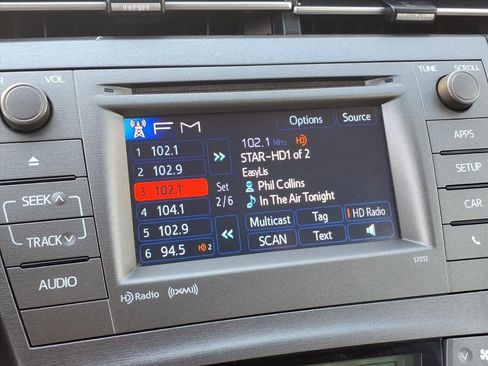 VOL
TUNE SCROLL
FM
Options
Source
1 102.1
2 102.9
3 102.1
4 104.1
5 102.9
6 94.5 HD 2
Set
2/6
102.1 MHz HD
STAR-HD1 of 2
EasyLis
Phil Collins
In The Air Tonight
Multicast
Tag
HD Radio
SCAN
Text
SEEK
TRACK
AUDIO
APPS
SETUP
CAR
HD Radio
((XM))
57032